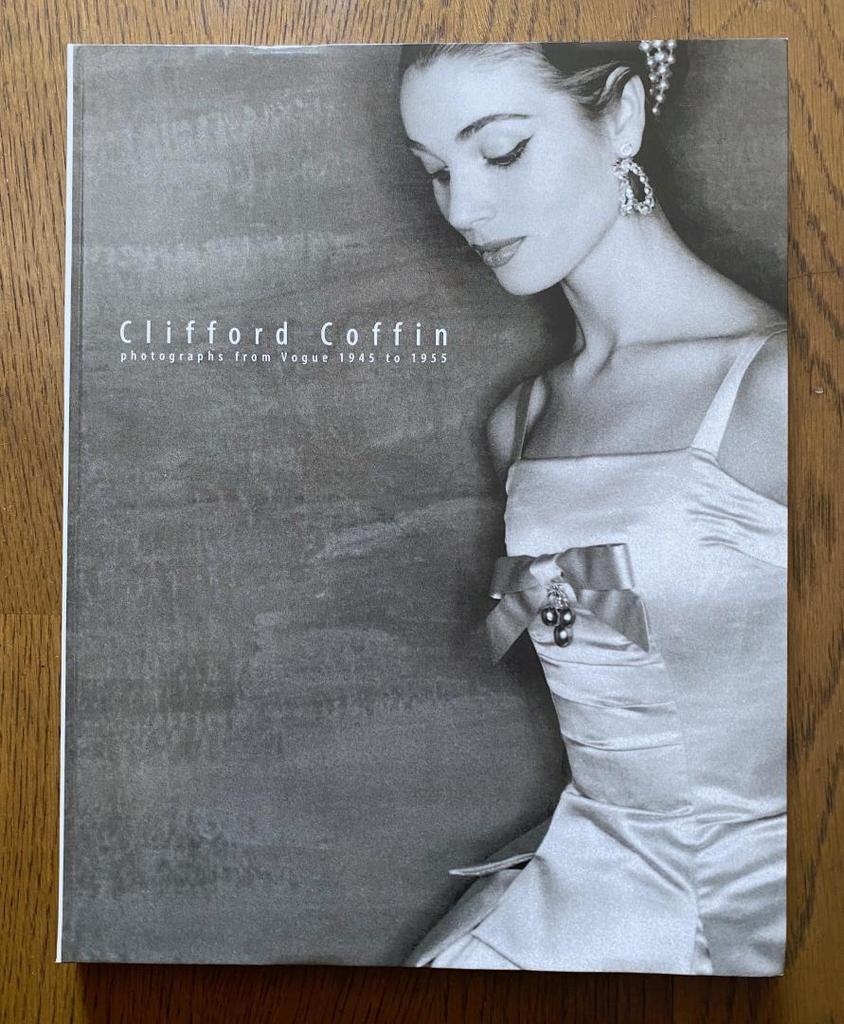 Clifford Coffin
photographs from Vogue 1945 to 1955